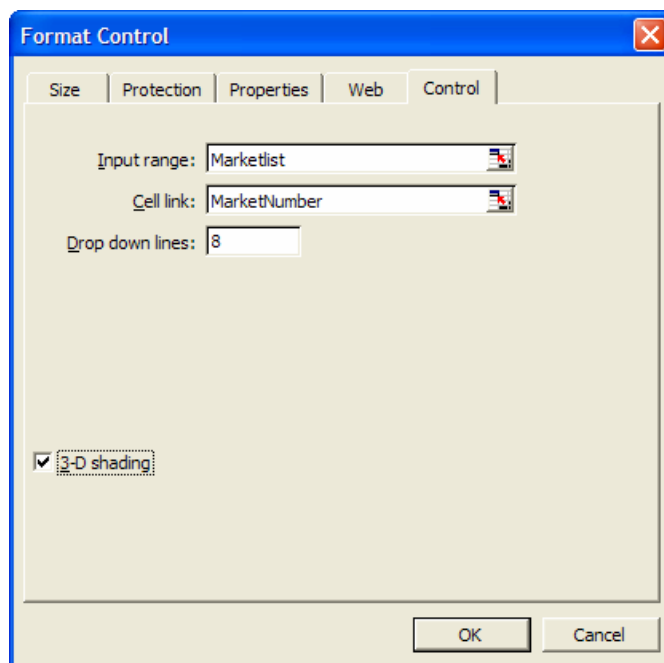 Format Control
Size Protection Properties Web Control
Input range: Marketlist
Cell link: MarketNumber
Drop down lines: 8
3-D shading
OK Cancel